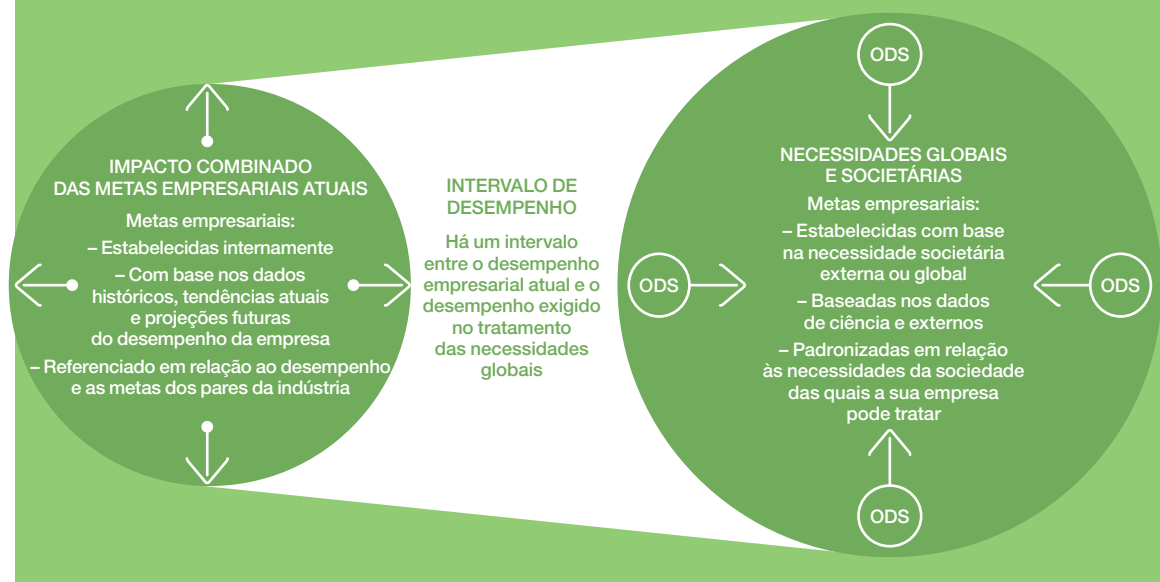 IMPACTO COMBINADO
DAS METAS EMPRESARIAIS ATUAIS
Metas empresariais:
– Estabelecidas internamente
– Com base nos dados
históricos, tendências atuais
e projeções futuras
do desempenho da empresa
– Referenciado em relação ao desempenho
e as metas dos pares da indústria
INTERVALO DE
DESEMPENHO
Há um intervalo
entre o desempenho
empresarial atual e o
desempenho exigido
no tratamento
das necessidades
globais
ODS
NECESSIDADES GLOBAIS
E SOCIETÁRIAS
Metas empresariais:
– Estabelecidas com base
na necessidade societária
externa ou global
– Baseadas nos dados
de ciência e externos
– Padronizadas em relação
às necessidades da sociedade
das quais a sua empresa
pode tratar
ODS
ODS
ODS